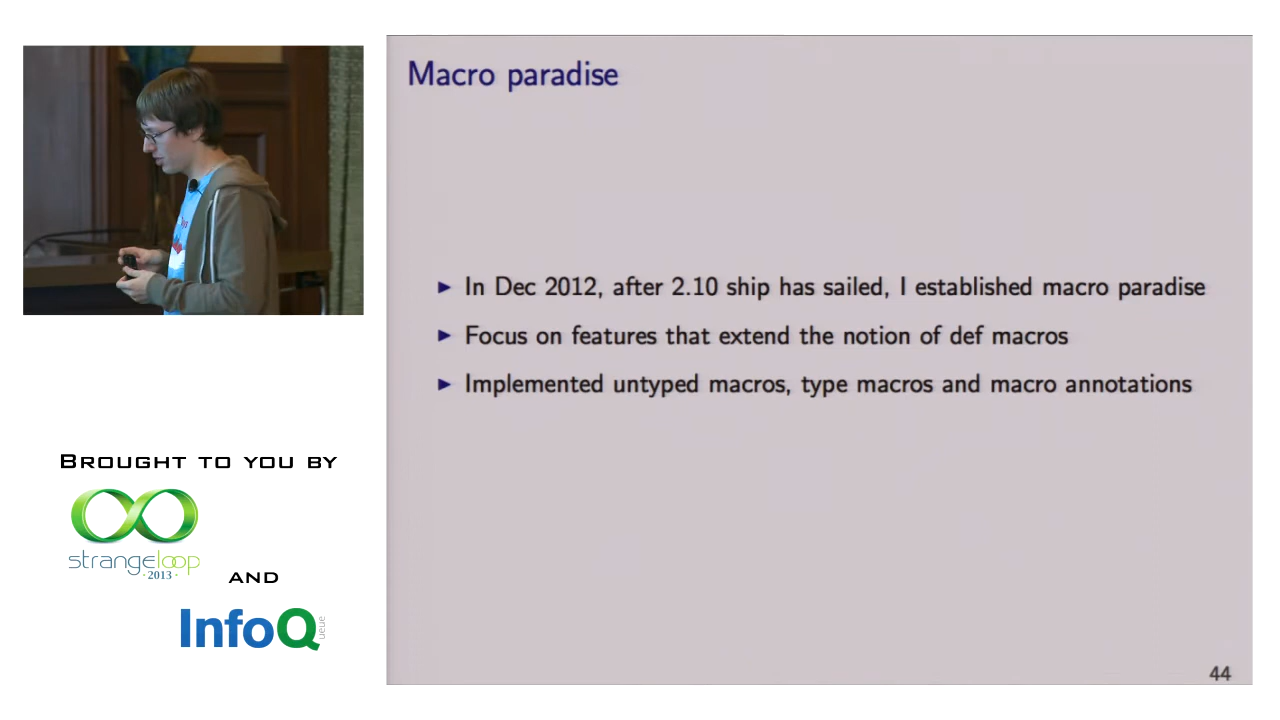 Macro paradise
► In Dec 2012, after 2.10 ship has sailed, I established macro paradise
► Focus on features that extend the notion of def macros
► Implemented untyped macros, type macros and macro annotations
44
BROUGHT TO YOU BY
strangeloop
·2013·
AND
InfoQ
ueue